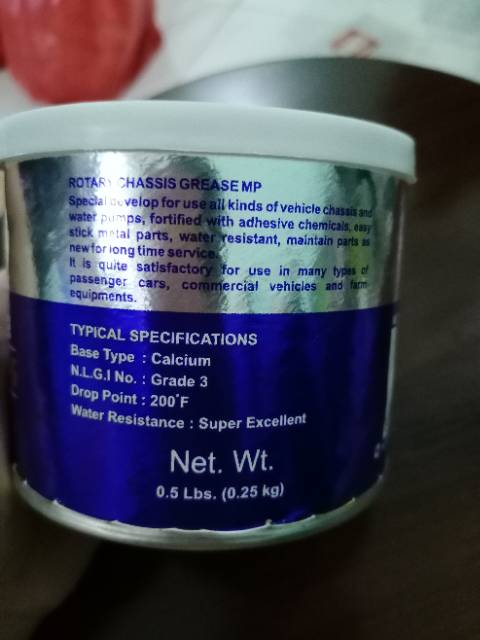 ROTARY CHASSIS GREASE MP
Special develop for use all kinds of vehicle chassis and
water pumps, fortified with adhesive chemicals, easy
stick metal parts, water resistant, maintain parts as
new for long time service.
It is quite satisfactory for use in many types of
passenger cars, commercial vehicles and farm
equipments.
TYPICAL SPECIFICATIONS
Base Type : Calcium
N.L.G.I No. : Grade 3
Drop Point : 200°F
Water Resistance : Super Excellent
Net. Wt.
0.5 Lbs. (0.25 kg)